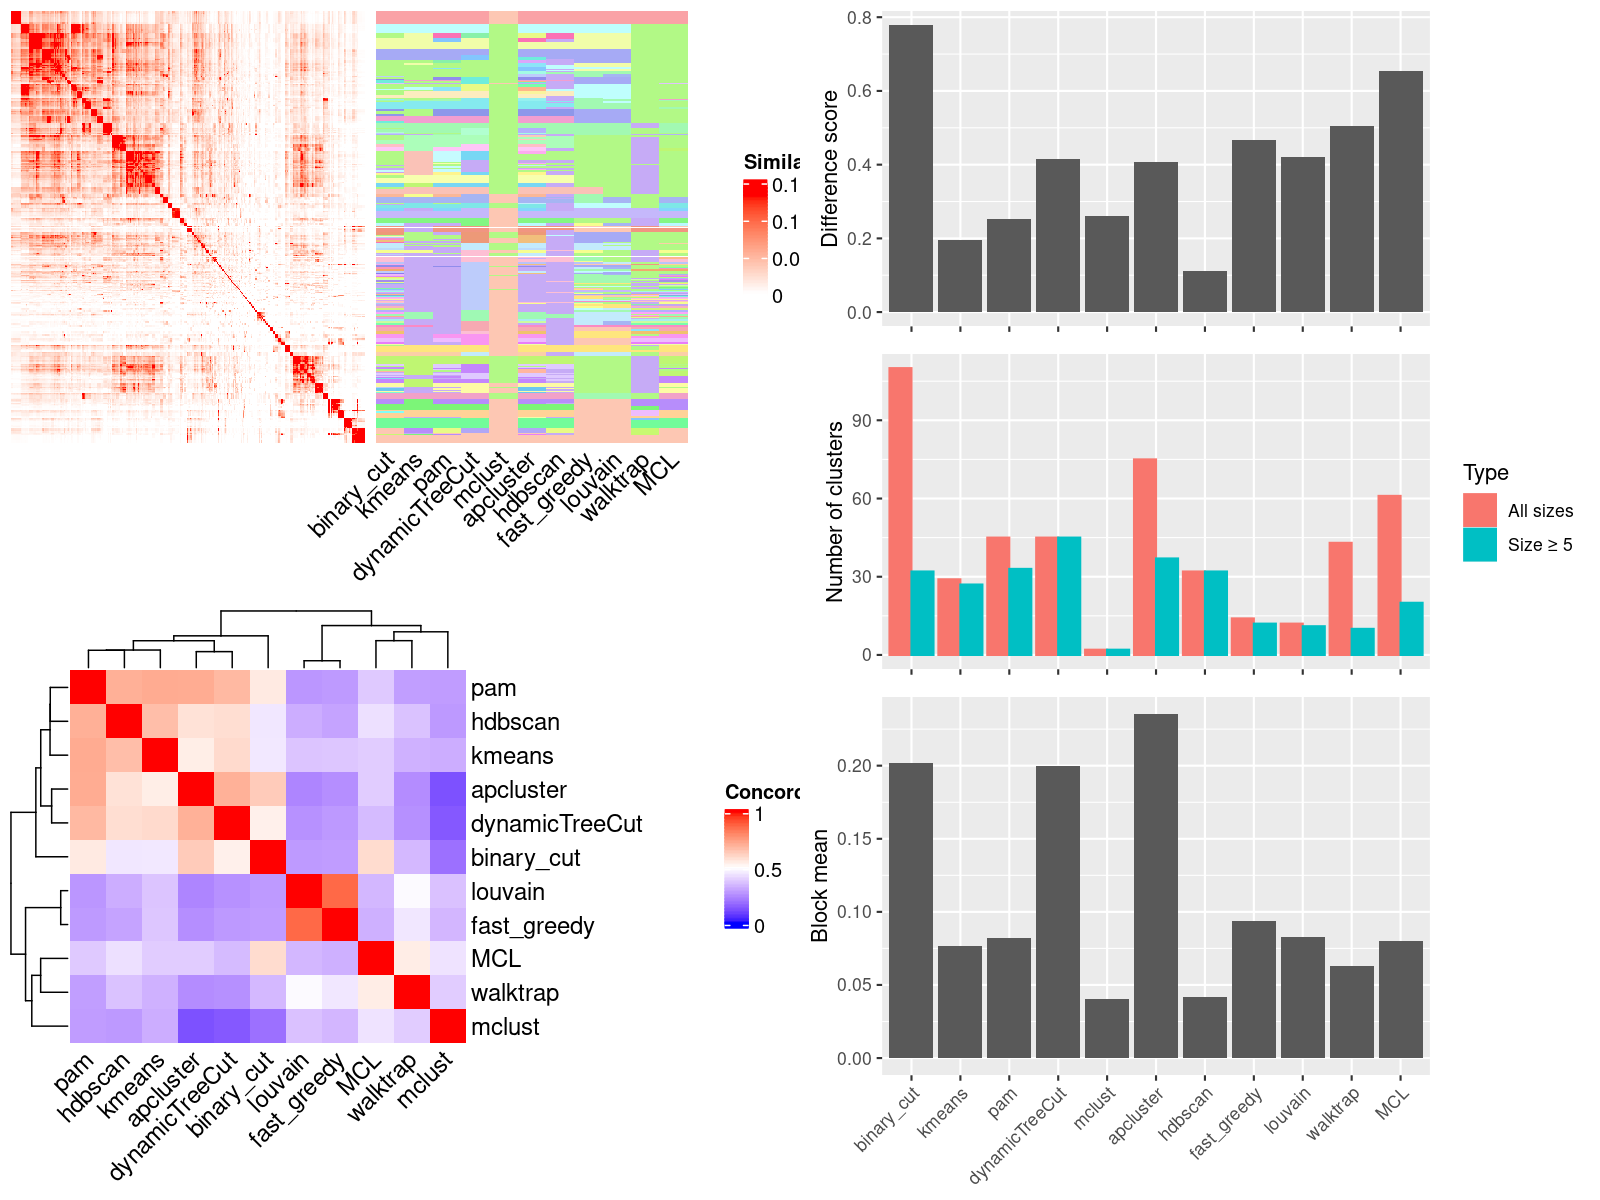 Simila
0.1
0.1
0.0
0
binary_cut
kmeans
pam
dynamicTreeCut
mclust
apcluster
hdbscan
fast_greedy
louvain
walktrap
MCL
pam
hdbscan
kmeans
apcluster
dynamicTreeCut
binary_cut
louvain
fast_greedy
MCL
walktrap
mclust
pam
hdbscan
kmeans
apcluster
dynamicTreeCut
binary_cut
louvain
fast_greedy
MCL
walktrap
mclust
Concord
1
0.5
0
Difference score
0.8
0.6
0.4
0.2
0.0
Number of clusters
90
60
30
0
Type
All sizes
Size ≥ 5
Block mean
0.20
0.15
0.10
0.05
0.00
binary_cut
kmeans
pam
dynamicTreeCut
mclust
apcluster
hdbscan
fast_greedy
louvain
walktrap
MCL